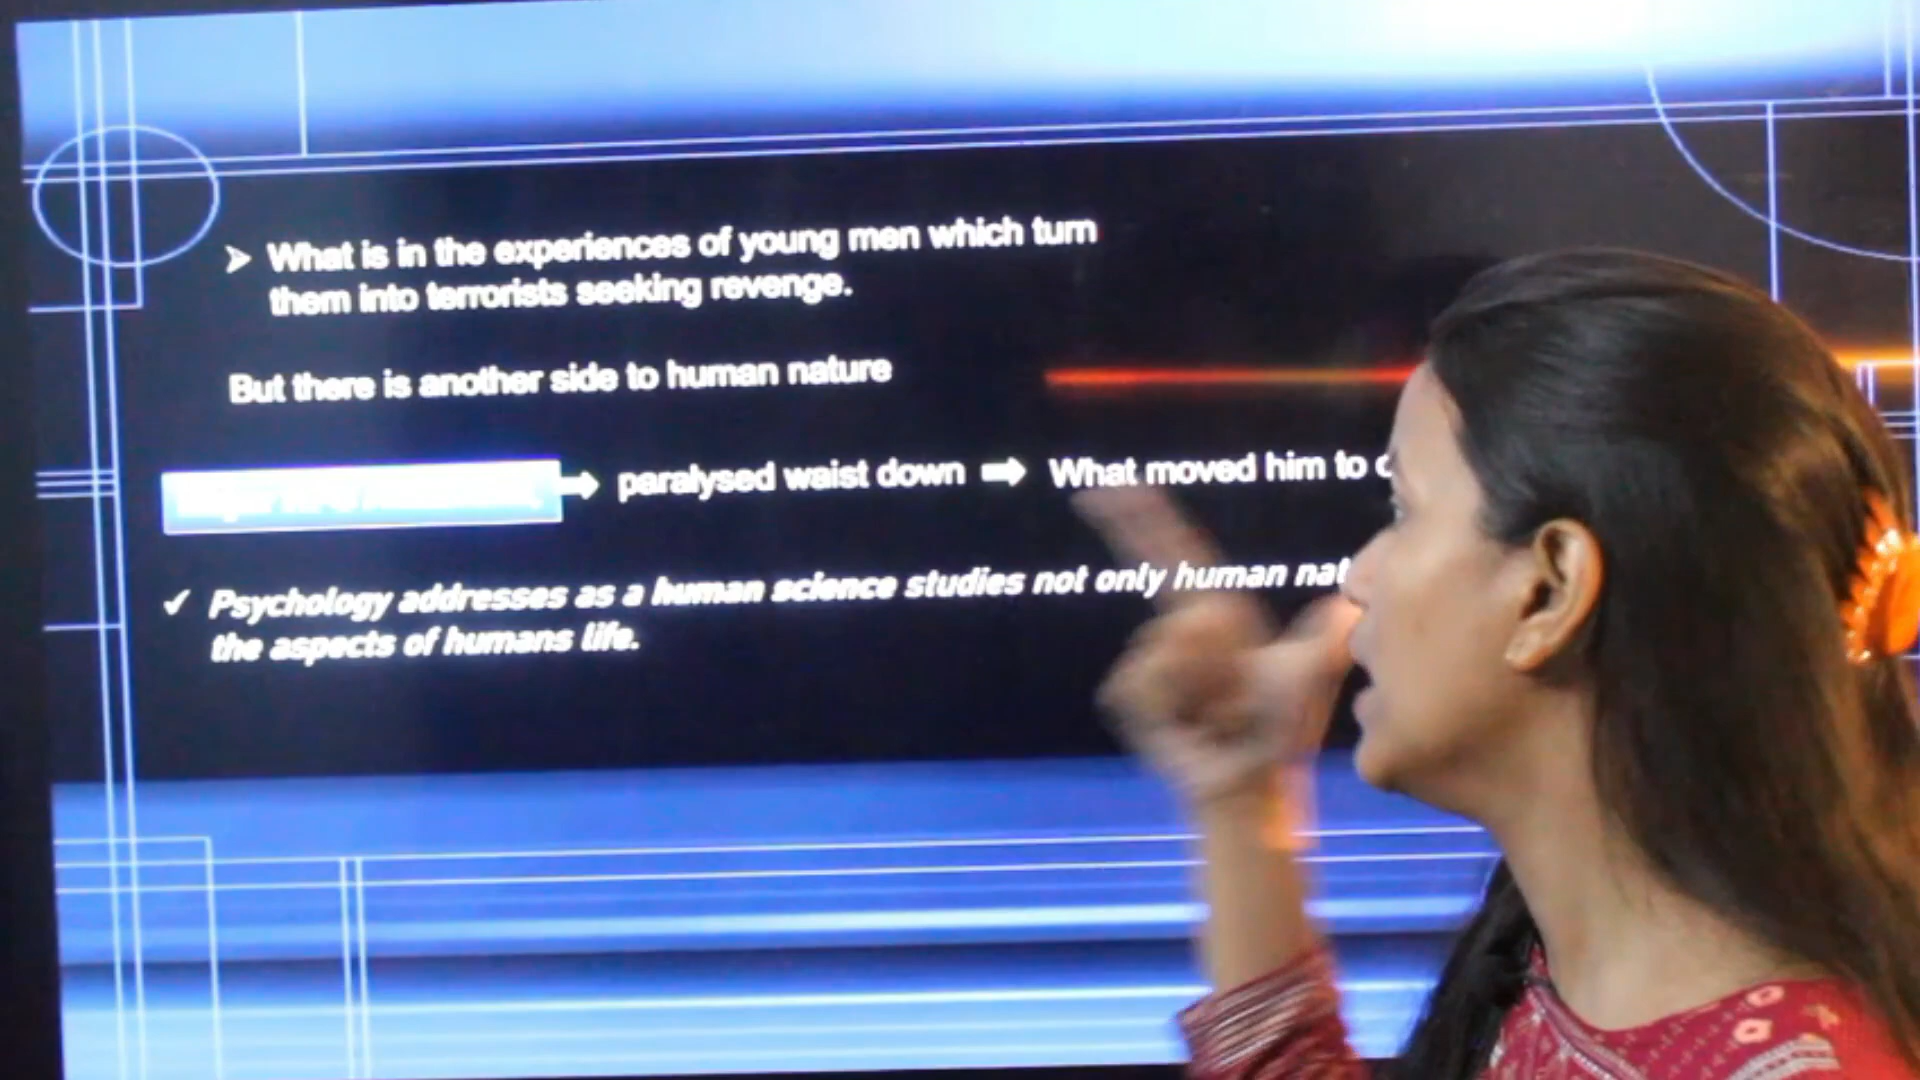 ➤ What is in the experiences of young men which turn
them into terrorists seeking revenge.
But there is another side to human nature
➡ paralysed waist down ➡ What moved him to
✓ Psychology addresses as a human science studies not only human
the aspects of humans life.